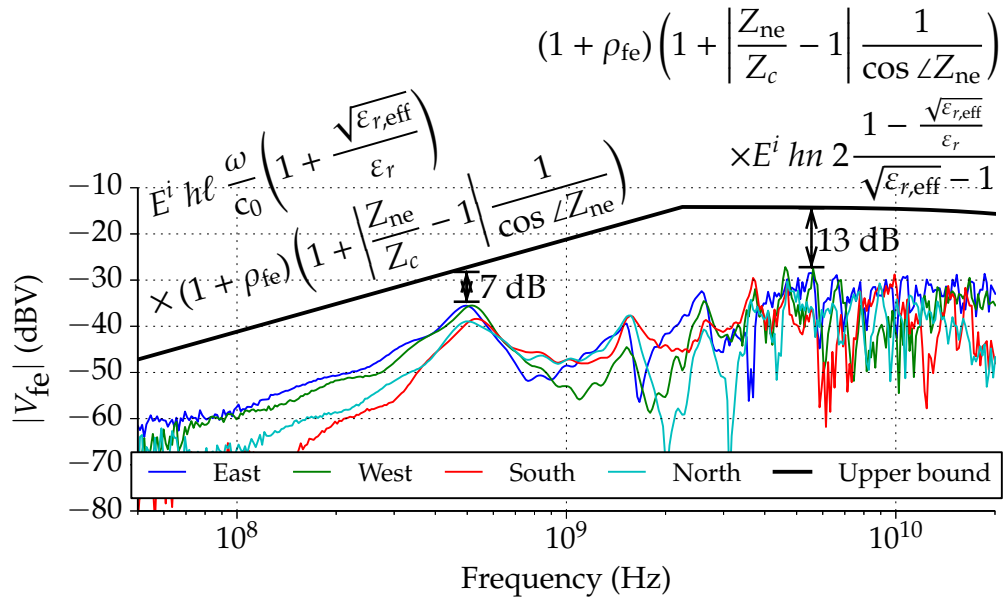 (1 + ρ_fe)(1 + |Z_ne/Z_c − 1| 1/cos ∠Z_ne)
×E^i hn 2 (1 − √ε_r,eff/ε_r)/(√ε_r,eff − 1)
E^i hℓ ω/c_0 (1 + √ε_r,eff/ε_r)
× (1 + ρ_fe)(1 + |Z_ne/Z_c − 1| 1/cos ∠Z_ne)
−10
−20
−30
−40
−50
−60
−70
−80
|V_fe| (dBV)
7 dB
13 dB
East West South North Upper bound
10^8 10^9 10^10
Frequency (Hz)